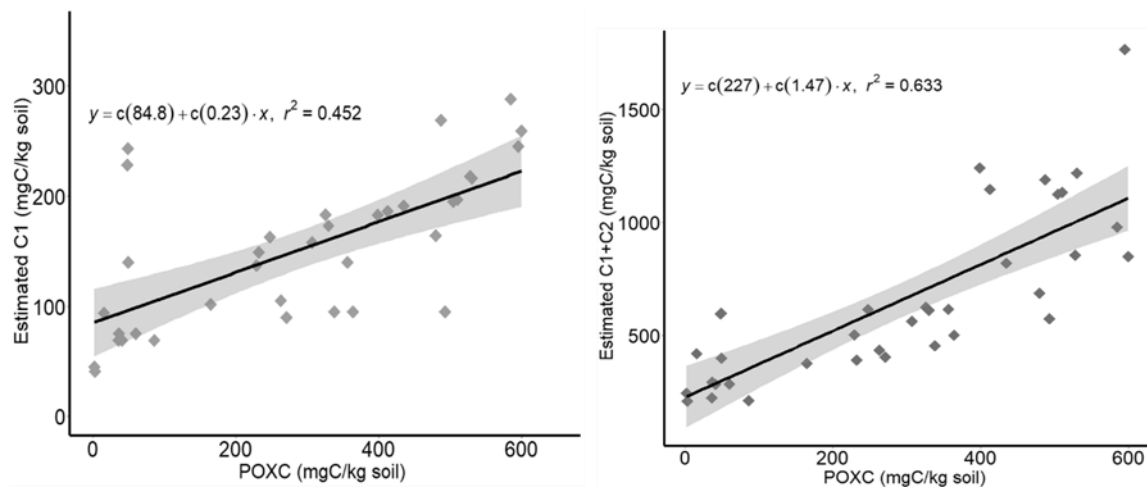 300
200
100
0
Estimated C1 (mgC/kg soil)
y = c(84.8) + c(0.23) · x, r² = 0.452
0 200 400 600
POXC (mgC/kg soil)
1500
1000
500
Estimated C1+C2 (mgC/kg soil)
y = c(227) + c(1.47) · x, r² = 0.633
0 200 400 600
POXC (mgC/kg soil)